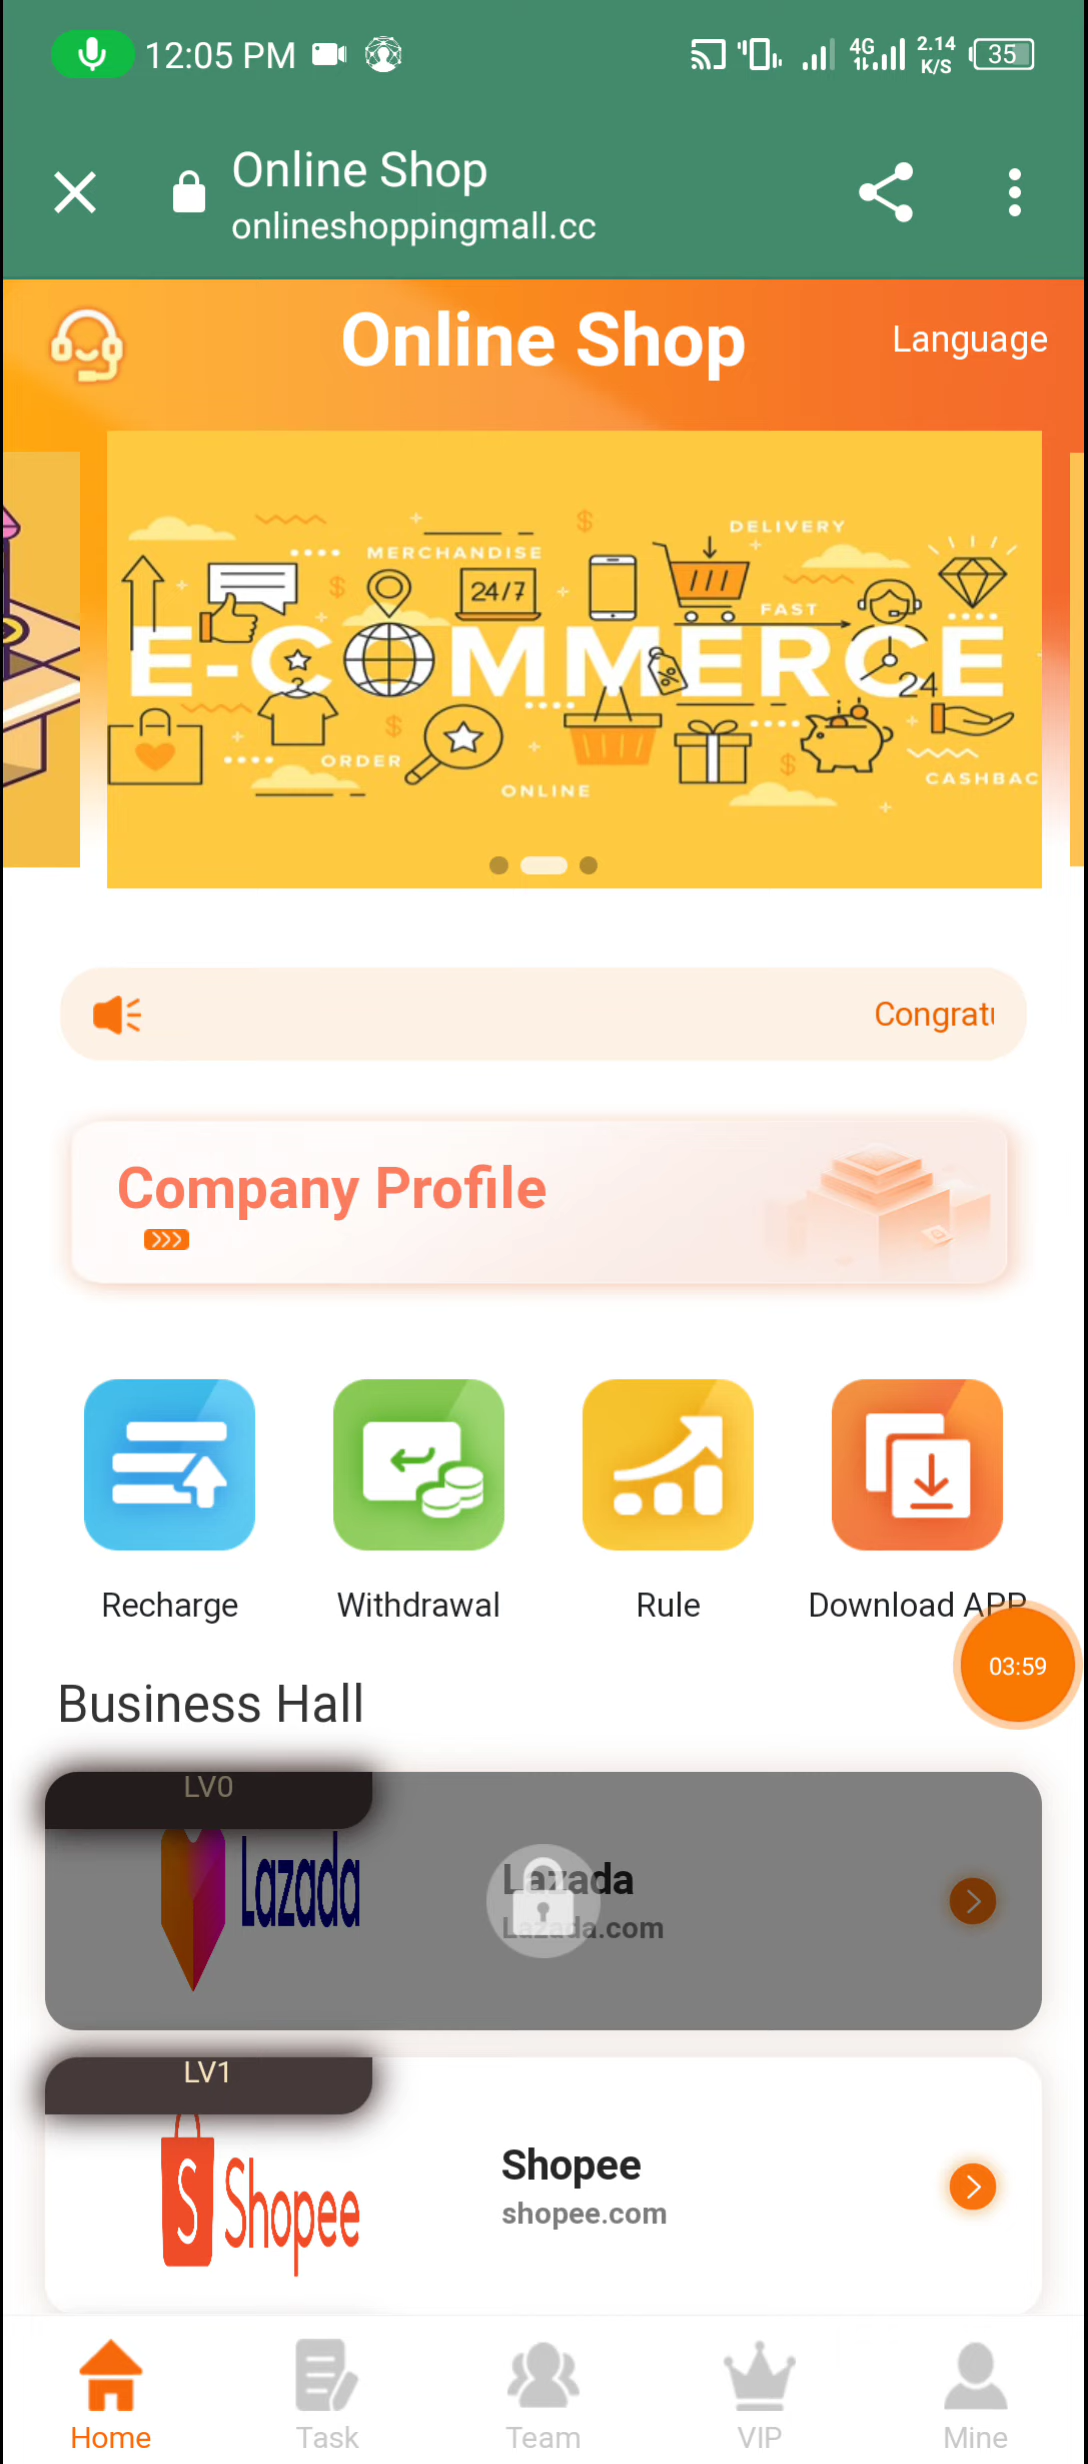 12:05 PM
4G
2.14
K/S
35
Online Shop
onlineshoppingmall.cc
Online Shop
Language
DELIVERY
MERCHANDISE
24/7
FAST
E-COMMERCE
24
ORDER
ONLINE
CASHBAC
Congrat
Company Profile
Recharge
Withdrawal
Rule
Download APP
03:59
Business Hall
LV0
Lazada
Lazada
Lazada.com
LV1
Shopee
Shopee
shopee.com
Home
Task
Team
VIP
Mine